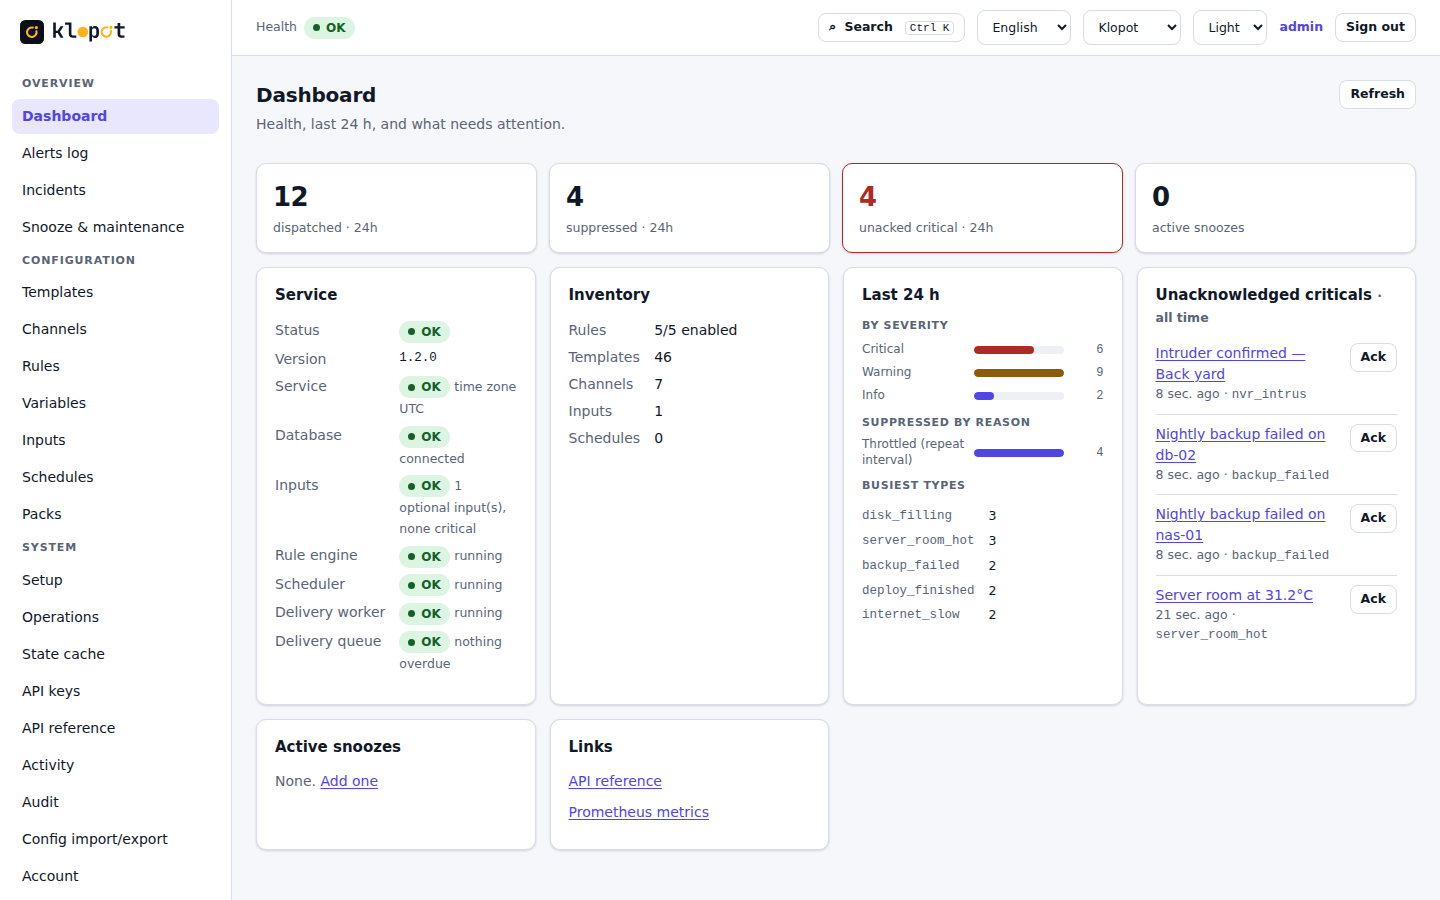 klopot
OVERVIEW
Dashboard
Alerts log
Incidents
Snooze & maintenance
CONFIGURATION
Templates
Channels
Rules
Variables
Inputs
Schedules
Packs
SYSTEM
Setup
Operations
State cache
API keys
API reference
Activity
Audit
Config import/export
Account
Health OK
Search Ctrl K
English
Klopot
Light
admin
Sign out
Dashboard
Refresh
Health, last 24 h, and what needs attention.
12
dispatched · 24h
4
suppressed · 24h
4
unacked critical · 24h
0
active snoozes
Service
Status OK
Version 1.2.0
Service OK time zone
UTC
Database OK
connected
Inputs OK 1
optional input(s),
none critical
Rule engine OK running
Scheduler OK running
Delivery worker OK running
Delivery queue OK nothing
overdue
Inventory
Rules 5/5 enabled
Templates 46
Channels 7
Inputs 1
Schedules 0
Last 24 h
BY SEVERITY
Critical 6
Warning 9
Info 2
SUPPRESSED BY REASON
Throttled (repeat
interval) 4
BUSIEST TYPES
disk_filling 3
server_room_hot 3
backup_failed 2
deploy_finished 2
internet_slow 2
Unacknowledged criticals ·
all time
Intruder confirmed —
Back yard
Ack
8 sec. ago · nvr_intrus
Nightly backup failed on
db-02
Ack
8 sec. ago · backup_failed
Nightly backup failed on
nas-01
Ack
8 sec. ago · backup_failed
Server room at 31.2°C
Ack
21 sec. ago ·
server_room_hot
Active snoozes
None. Add one
Links
API reference
Prometheus metrics